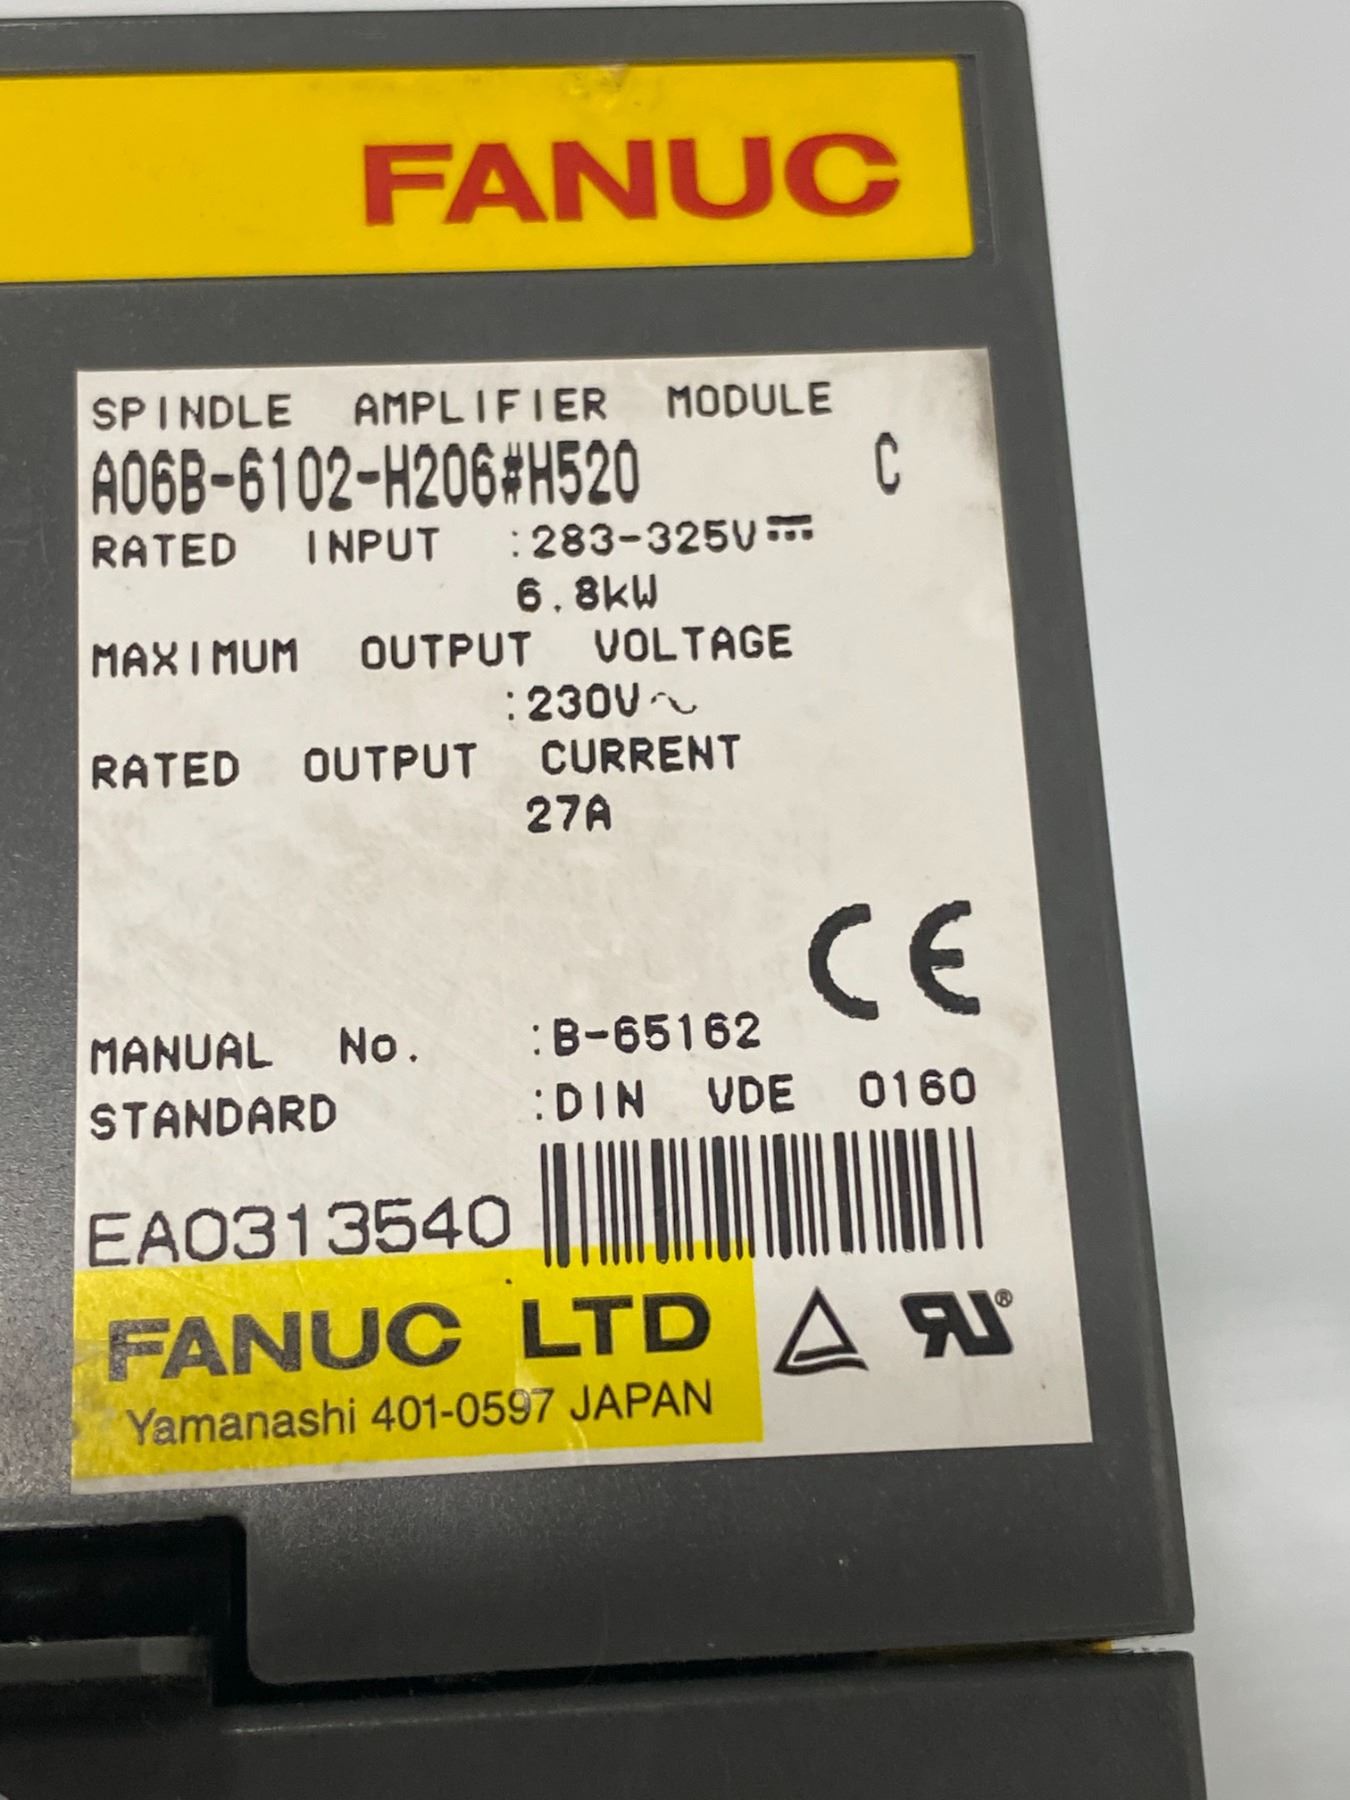 FANUC
SPINDLE AMPLIFIER MODULE
A06B-6102-H206#H520 C
RATED INPUT :283-325V⎓
6.8kW
MAXIMUM OUTPUT VOLTAGE
:230V~
RATED OUTPUT CURRENT
27A
CE
MANUAL No. :B-65162
STANDARD :DIN VDE 0160
EA0313540
FANUC LTD
Yamanashi 401-0597 JAPAN
RU®